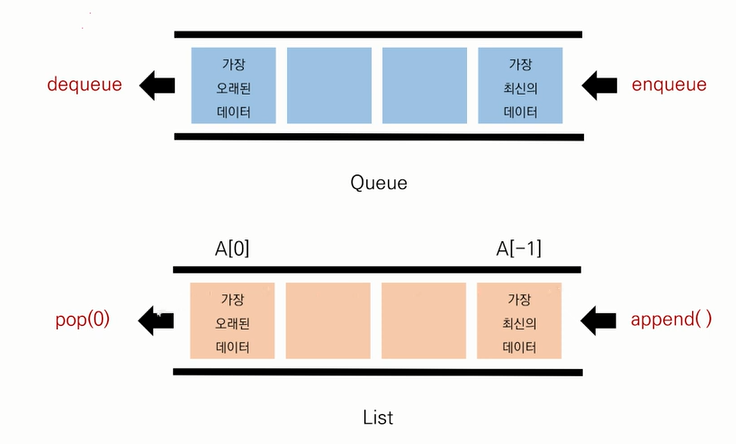 가장
오래된
데이터
가장
최신의
데이터
dequeue
enqueue
Queue
A[0]
A[-1]
가장
오래된
데이터
가장
최신의
데이터
pop(0)
append( )
List